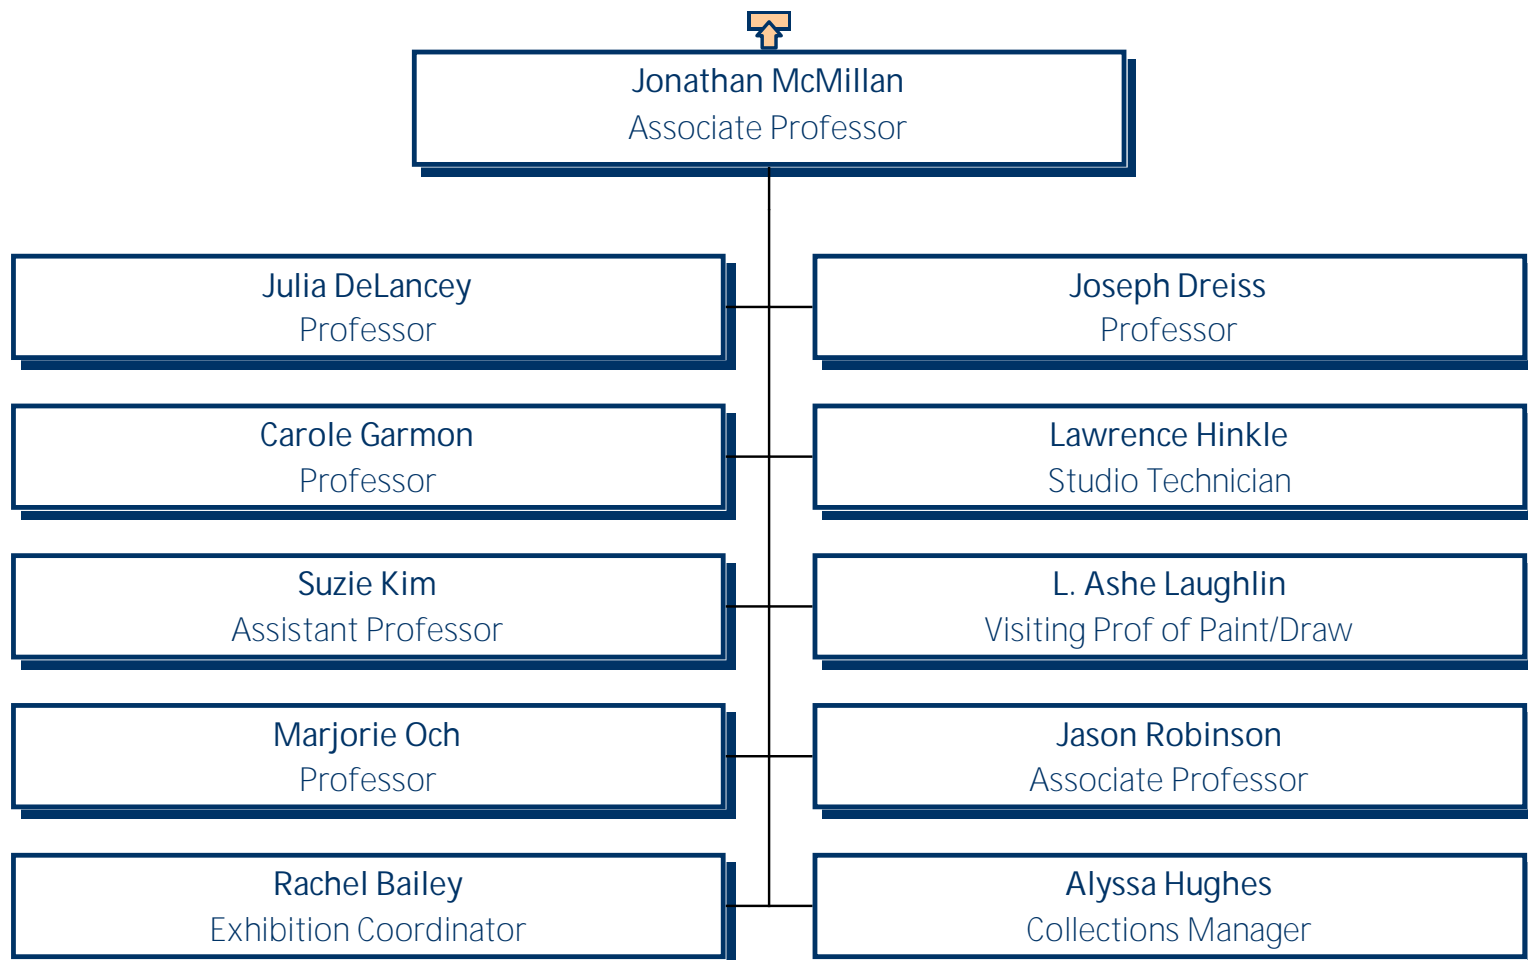 Jonathan McMillan
Associate Professor
Julia DeLancey
Professor
Joseph Dreiss
Professor
Carole Garmon
Professor
Lawrence Hinkle
Studio Technician
Suzie Kim
Assistant Professor
L. Ashe Laughlin
Visiting Prof of Paint/Draw
Marjorie Och
Professor
Jason Robinson
Associate Professor
Rachel Bailey
Exhibition Coordinator
Alyssa Hughes
Collections Manager